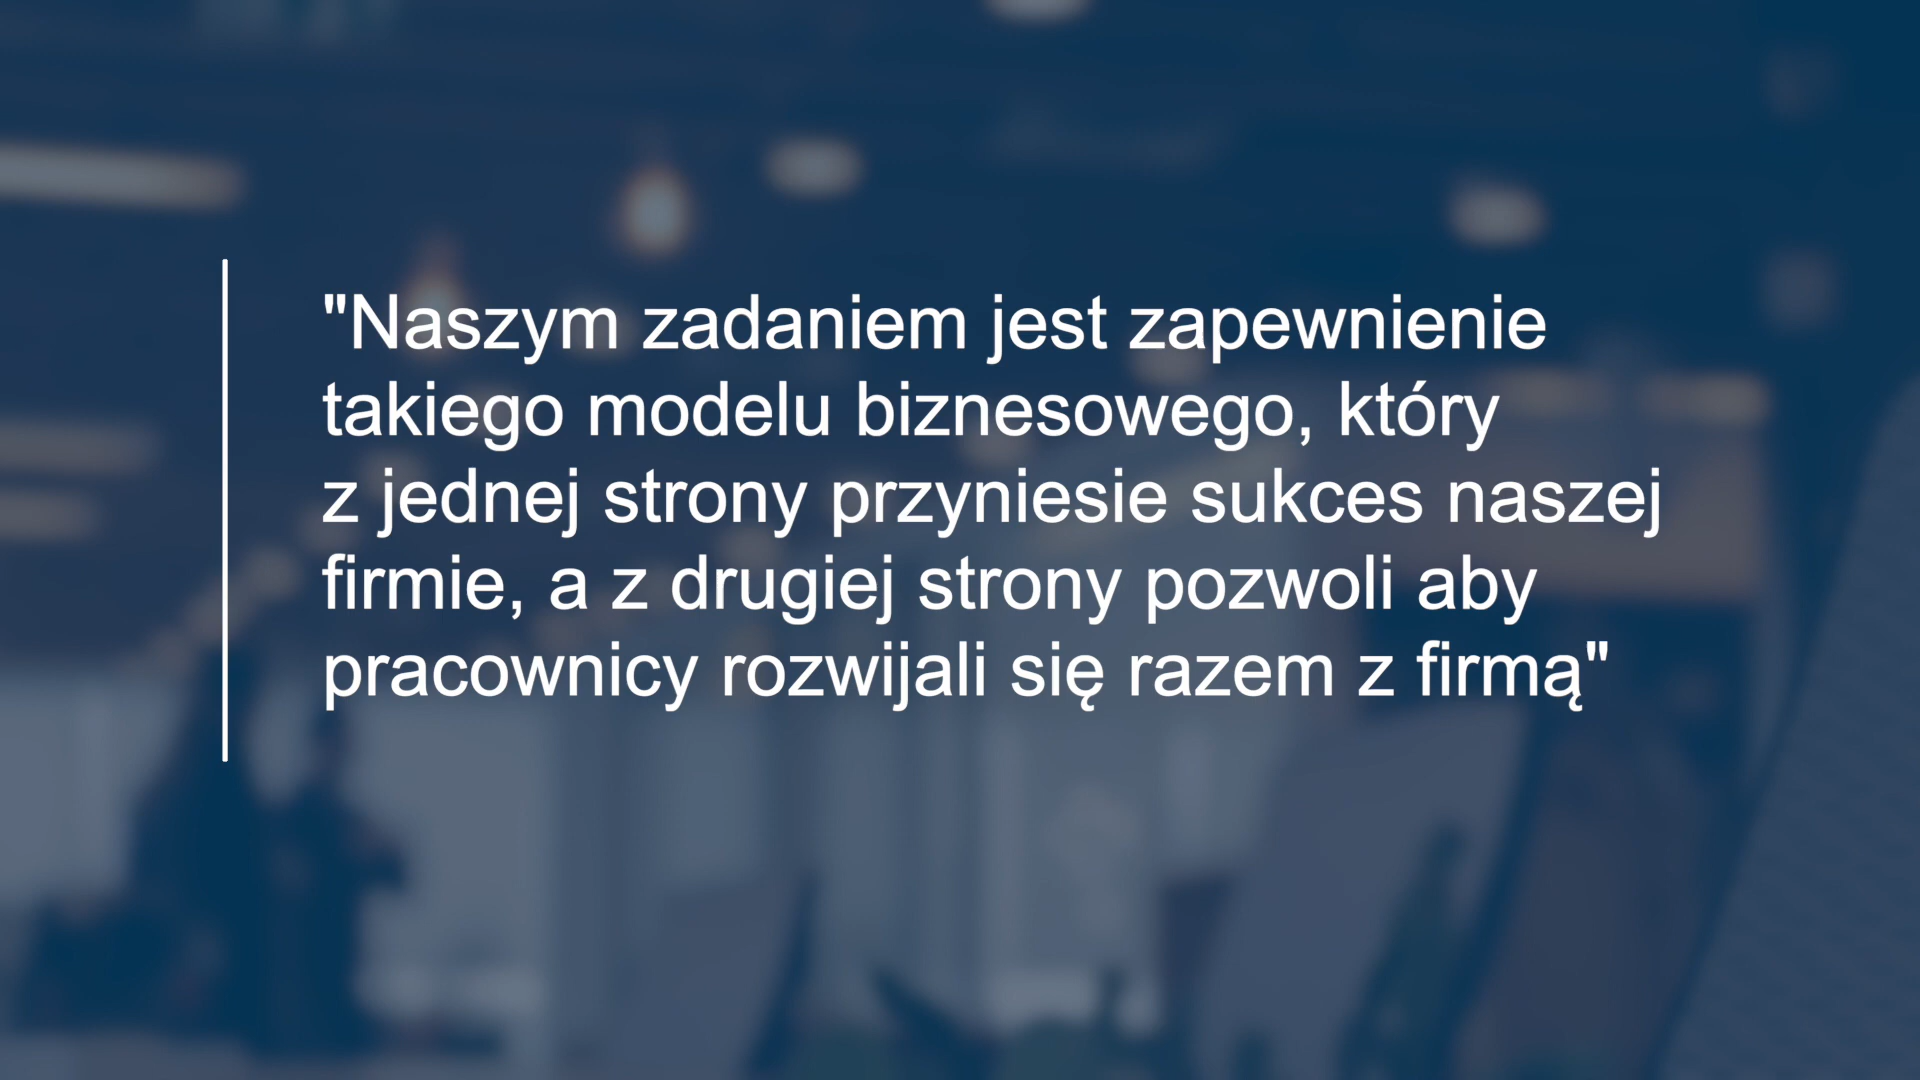 "Naszym zadaniem jest zapewnienie
takiego modelu biznesowego, który
z jednej strony przyniesie sukces naszej
firmie, a z drugiej strony pozwoli aby
pracownicy rozwijali się razem z firmą"